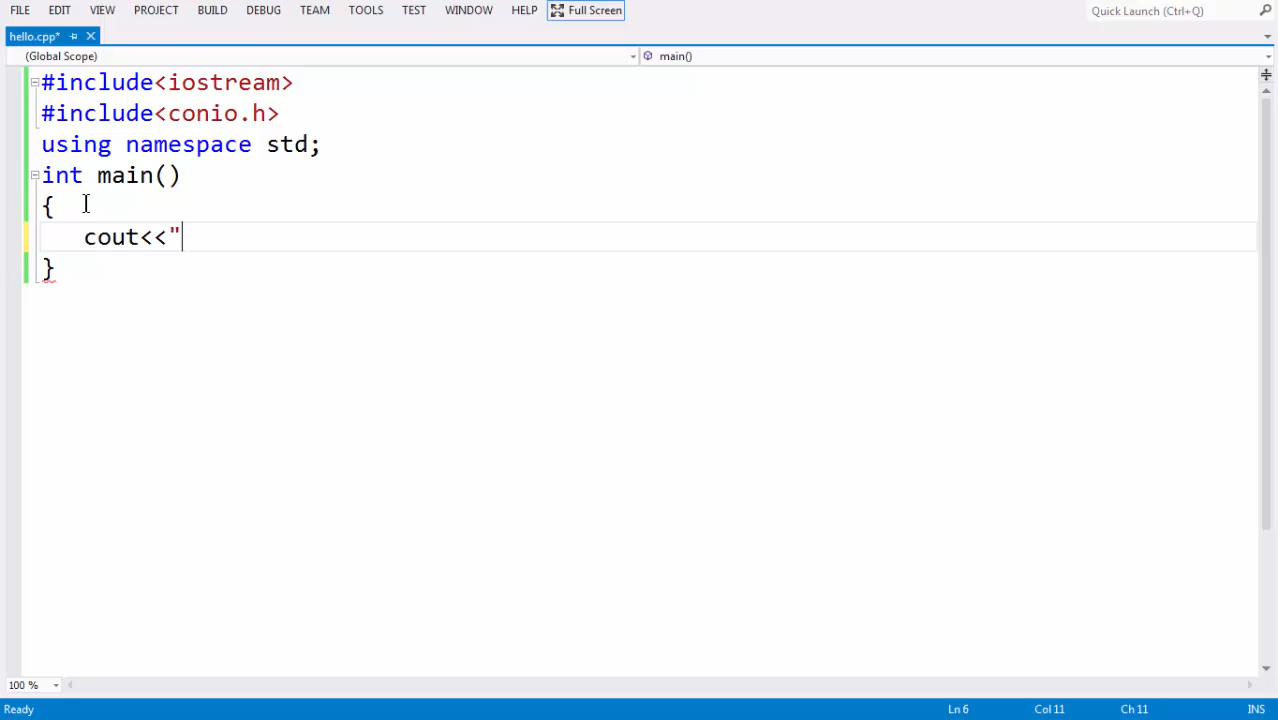 FILE EDIT VIEW PROJECT BUILD DEBUG TEAM TOOLS TEST WINDOW HELP Full Screen Quick Launch (Ctrl+Q)
hello.cpp*
(Global Scope) main()
#include<iostream>
#include<conio.h>
using namespace std;
int main()
{
cout<<"
}
100 %
Ready Ln 6 Col 11 Ch 11 INS